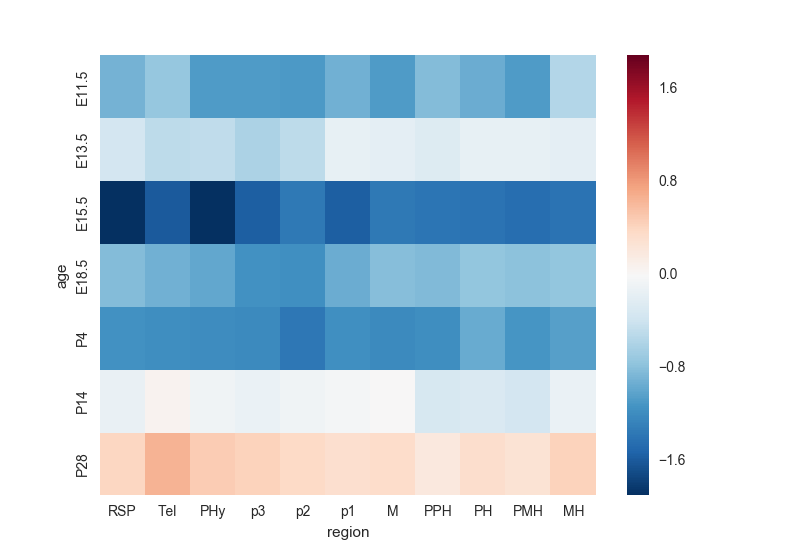 age
E11.5
E13.5
E15.5
E18.5
P4
P14
P28
RSP Tel PHy p3 p2 p1 M PPH PH PMH MH
region
1.6
0.8
0.0
−0.8
−1.6